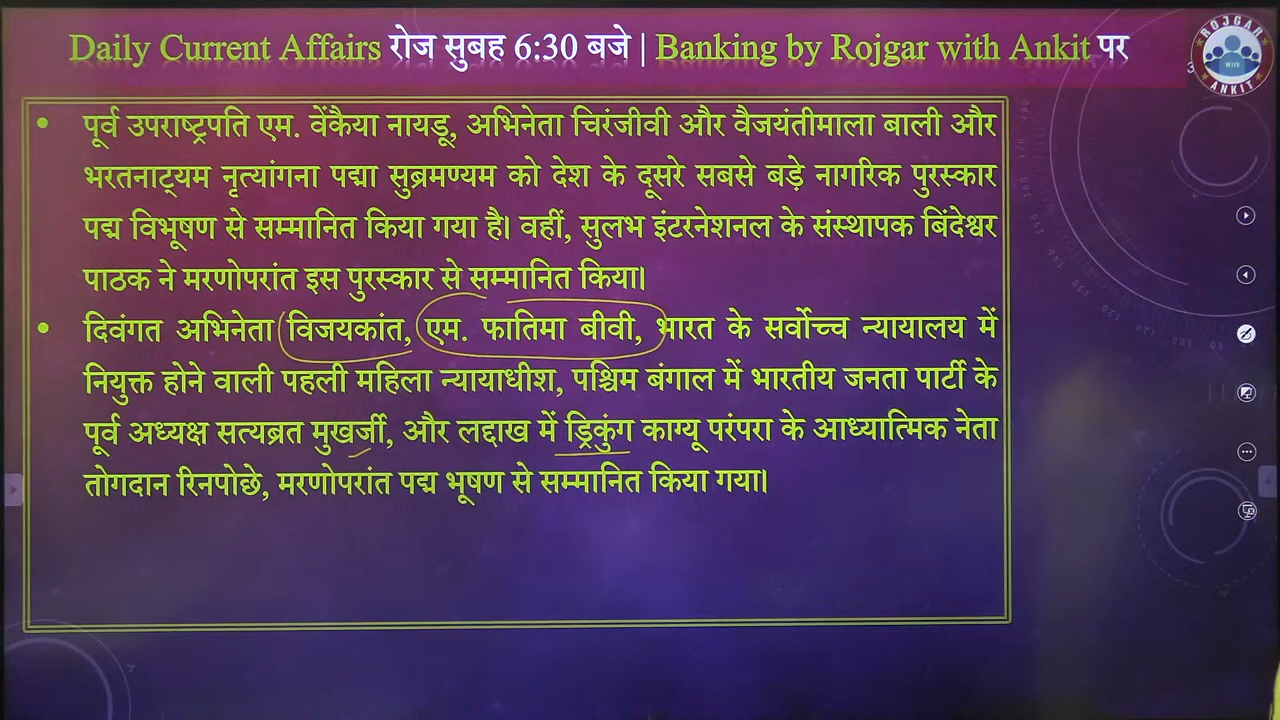 Daily Current Affairs रोज सुबह 6:30 बजे | Banking by Rojgar with Ankit पर
ROJGAR
WITH
ANKIT
• पूर्व उपराष्ट्रपति एम. वेंकैया नायडू, अभिनेता चिरंजीवी और वैजयंतीमाला बाली और
भरतनाट्यम नृत्यांगना पद्मा सुब्रमण्यम को देश के दूसरे सबसे बड़े नागरिक पुरस्कार
पद्म विभूषण से सम्मानित किया गया है। वहीं, सुलभ इंटरनेशनल के संस्थापक बिंदेश्वर
पाठक ने मरणोपरांत इस पुरस्कार से सम्मानित किया।
• दिवंगत अभिनेता विजयकांत, एम. फातिमा बीवी, भारत के सर्वोच्च न्यायालय में
नियुक्त होने वाली पहली महिला न्यायाधीश, पश्चिम बंगाल में भारतीय जनता पार्टी के
पूर्व अध्यक्ष सत्यब्रत मुखर्जी, और लद्दाख में ड्रिकुंग काग्यू परंपरा के आध्यात्मिक नेता
तोगदान रिनपोछे, मरणोपरांत पद्म भूषण से सम्मानित किया गया।